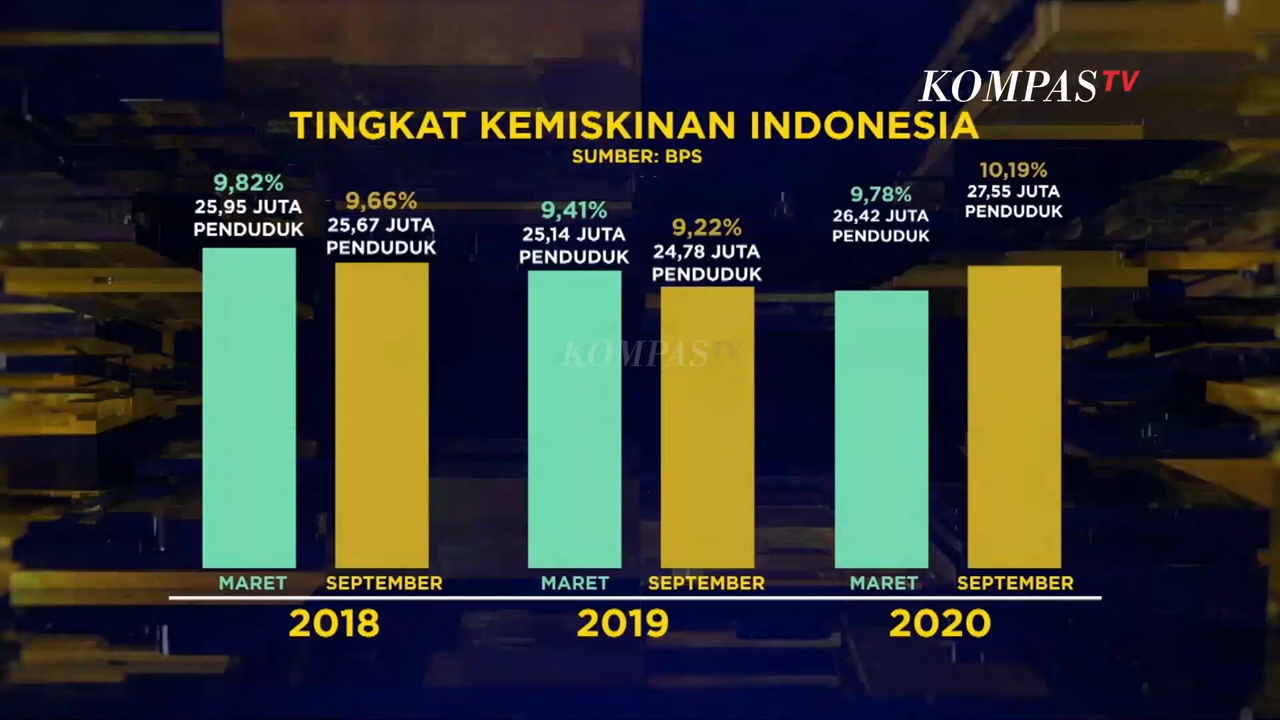 KOMPASTV
TINGKAT KEMISKINAN INDONESIA
SUMBER: BPS
9,82%
25,95 JUTA
PENDUDUK
9,66%
25,67 JUTA
PENDUDUK
9,41%
25,14 JUTA
PENDUDUK
9,22%
24,78 JUTA
PENDUDUK
9,78%
26,42 JUTA
PENDUDUK
10,19%
27,55 JUTA
PENDUDUK
KOMPASTV
MARET
SEPTEMBER
MARET
SEPTEMBER
MARET
SEPTEMBER
2018
2019
2020